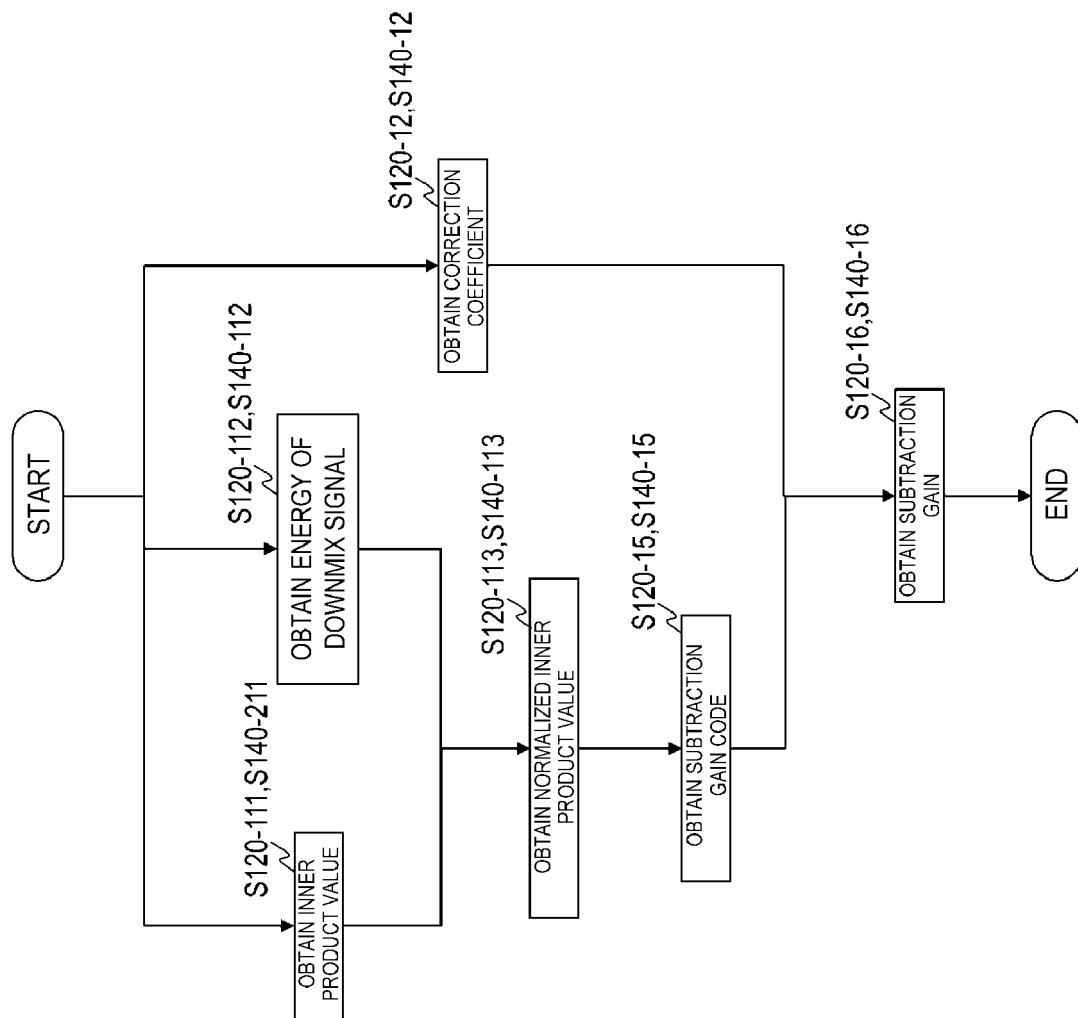 START
S120-111,S140-211
OBTAIN INNER
PRODUCT VALUE
S120-112,S140-112
OBTAIN ENERGY OF
DOWNMIX SIGNAL
S120-12,S140-12
OBTAIN CORRECTION
COEFFICIENT
S120-113,S140-113
OBTAIN NORMALIZED INNER
PRODUCT VALUE
S120-15,S140-15
OBTAIN SUBTRACTION
GAIN CODE
S120-16,S140-16
OBTAIN SUBTRACTION
GAIN
END